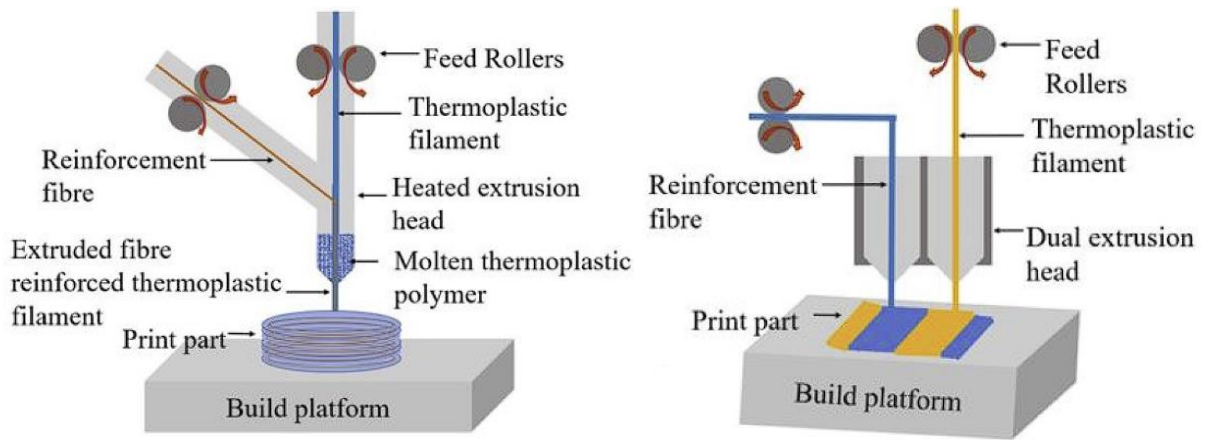 Feed Rollers
Thermoplastic
filament
Reinforcement
fibre
Heated extrusion
head
Extruded fibre
reinforced thermoplastic
filament
Molten thermoplastic
polymer
Print part
Build platform
Feed
Rollers
Thermoplastic
filament
Reinforcement
fibre
Dual extrusion
head
Print part
Build platform